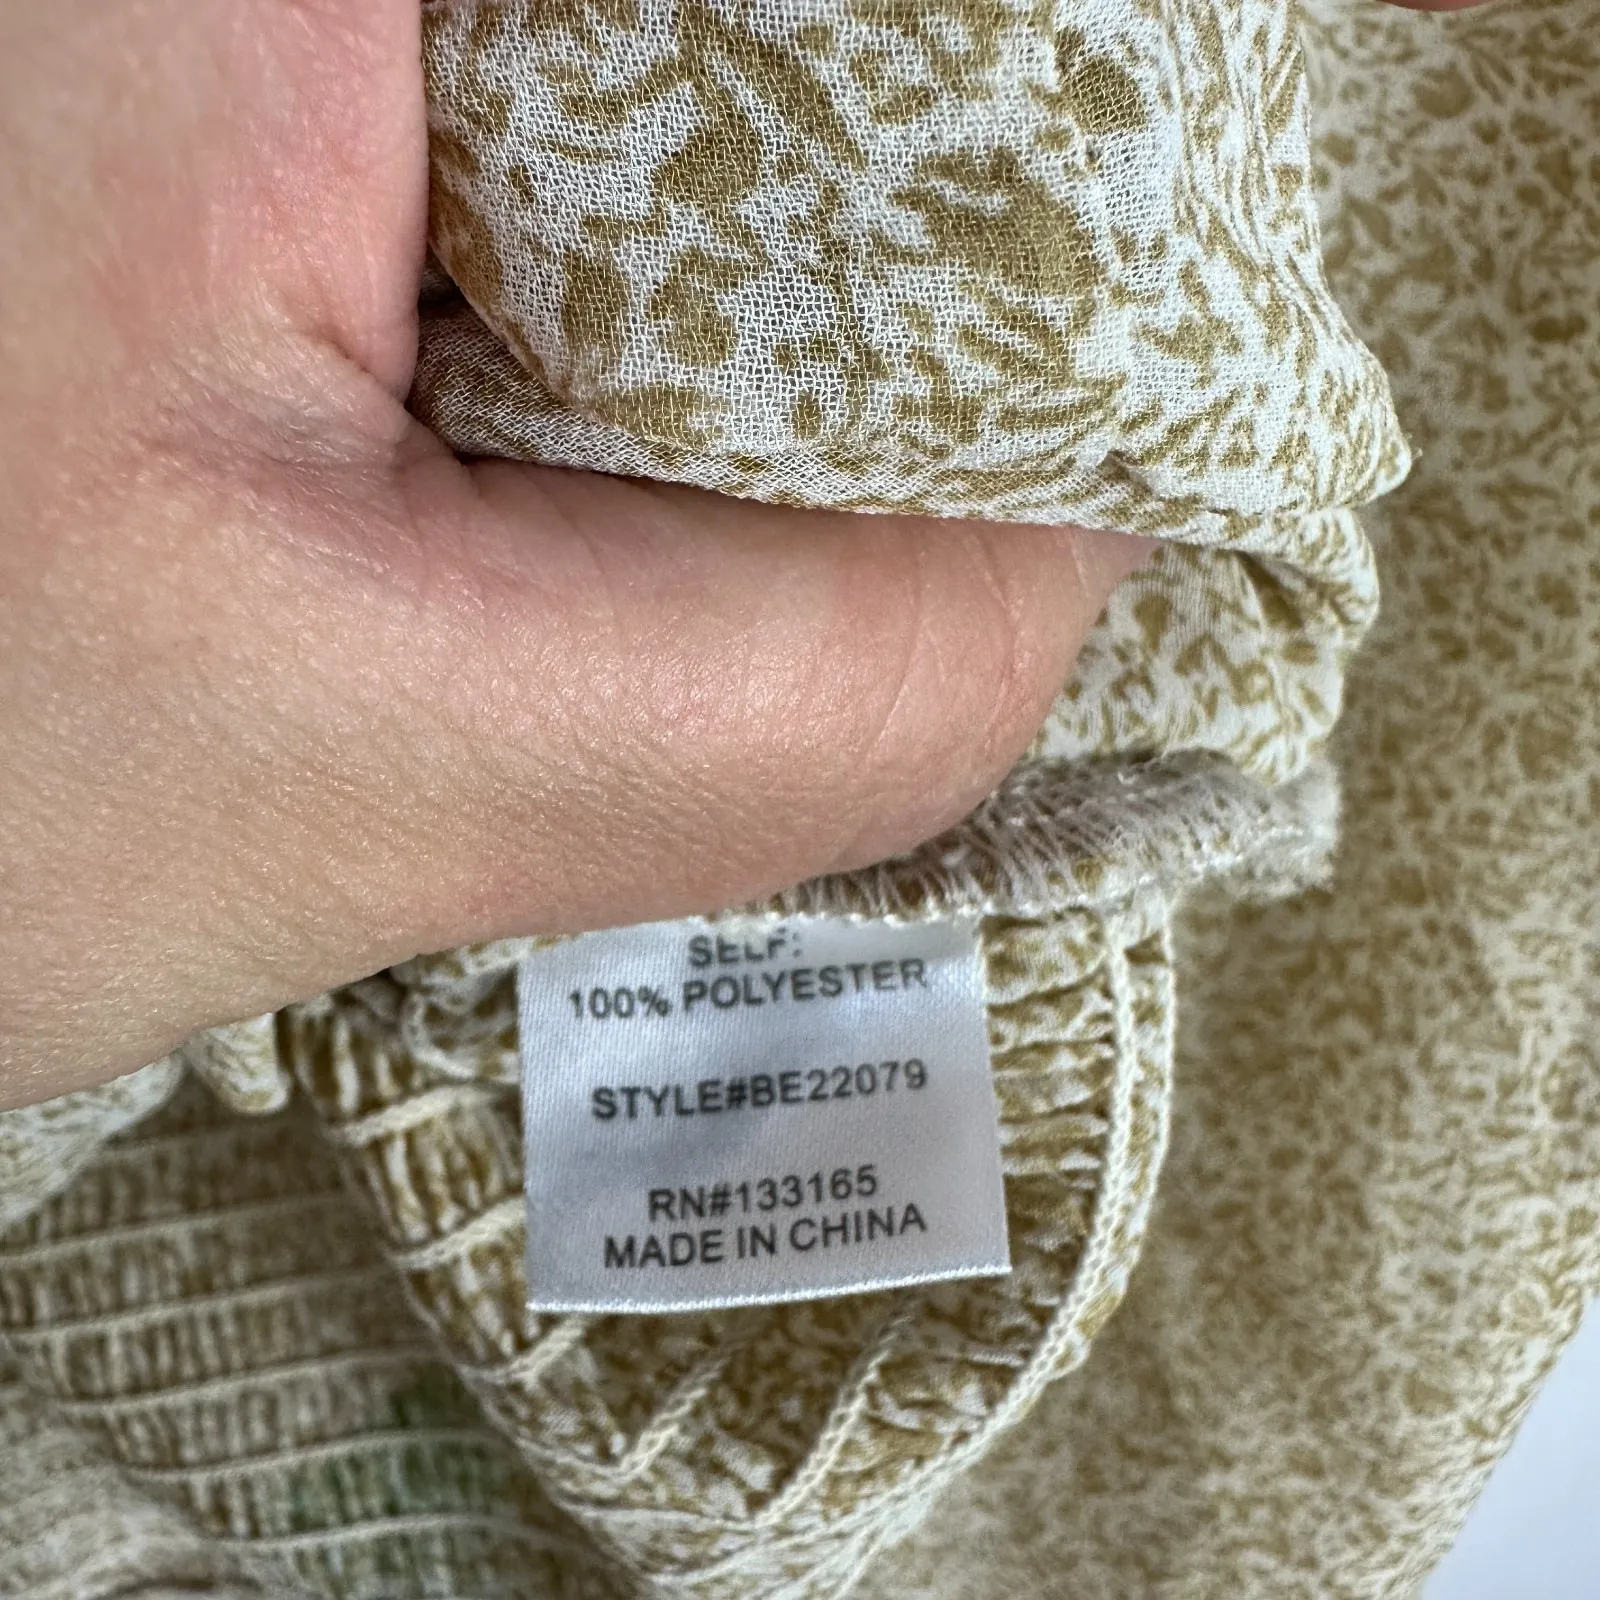 SELF:
100% POLYESTER
STYLE#BE22079
RN#133165
MADE IN CHINA